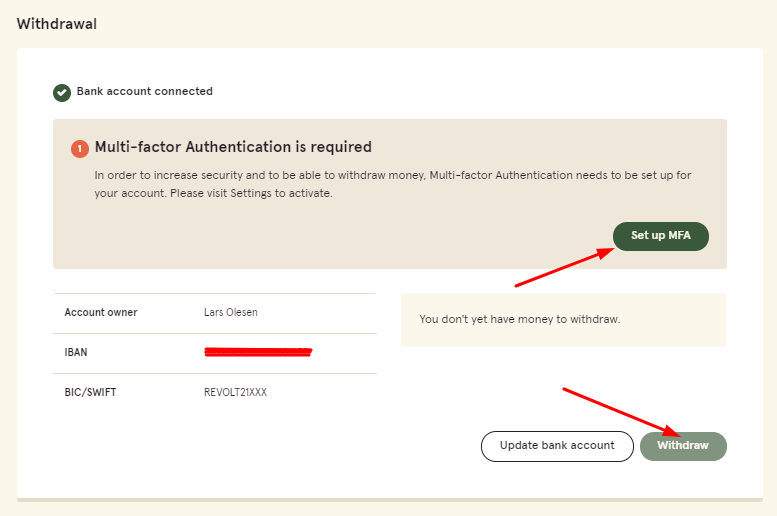 Withdrawal
Bank account connected
1 Multi-factor Authentication is required
In order to increase security and to be able to withdraw money, Multi-factor Authentication needs to be set up for
your account. Please visit Settings to activate.
Set up MFA
Account owner Lars Olesen
You don't yet have money to withdraw.
IBAN
BIC/SWIFT REVOLT21XXX
Update bank account Withdraw